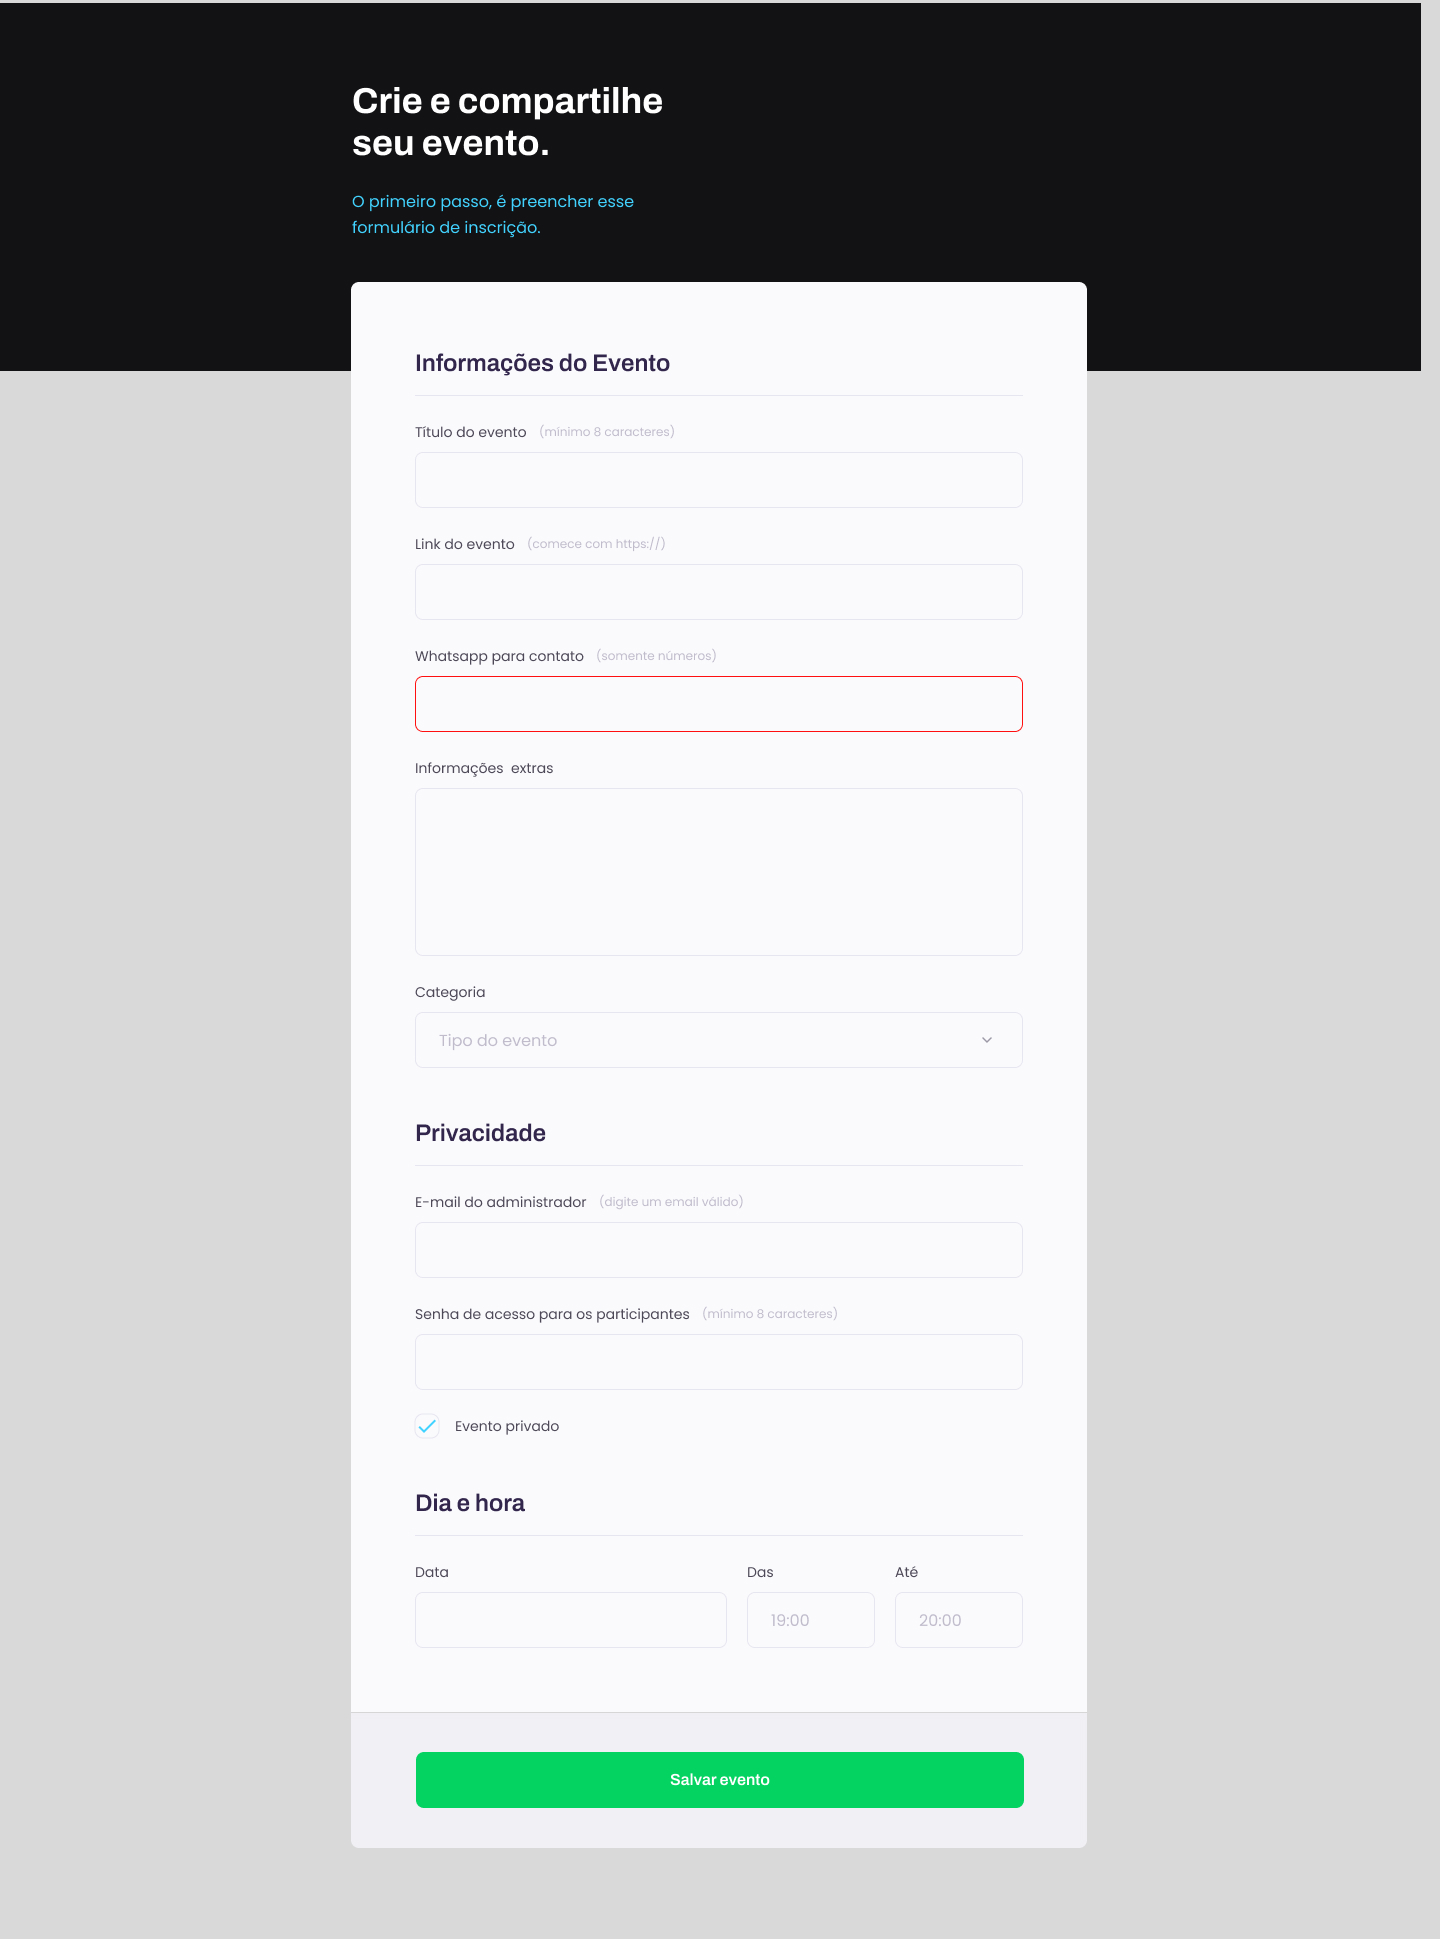 Crie e compartilhe
seu evento.
O primeiro passo, é preencher esse
formulário de inscrição.
Informações do Evento
Título do evento (mínimo 8 caracteres)
Link do evento (comece com https://)
Whatsapp para contato (somente números)
Informações extras
Categoria
Tipo do evento
Privacidade
E-mail do administrador (digite um email válido)
Senha de acesso para os participantes (mínimo 8 caracteres)
Evento privado
Dia e hora
Data Das Até
19:00 20:00
Salvar evento